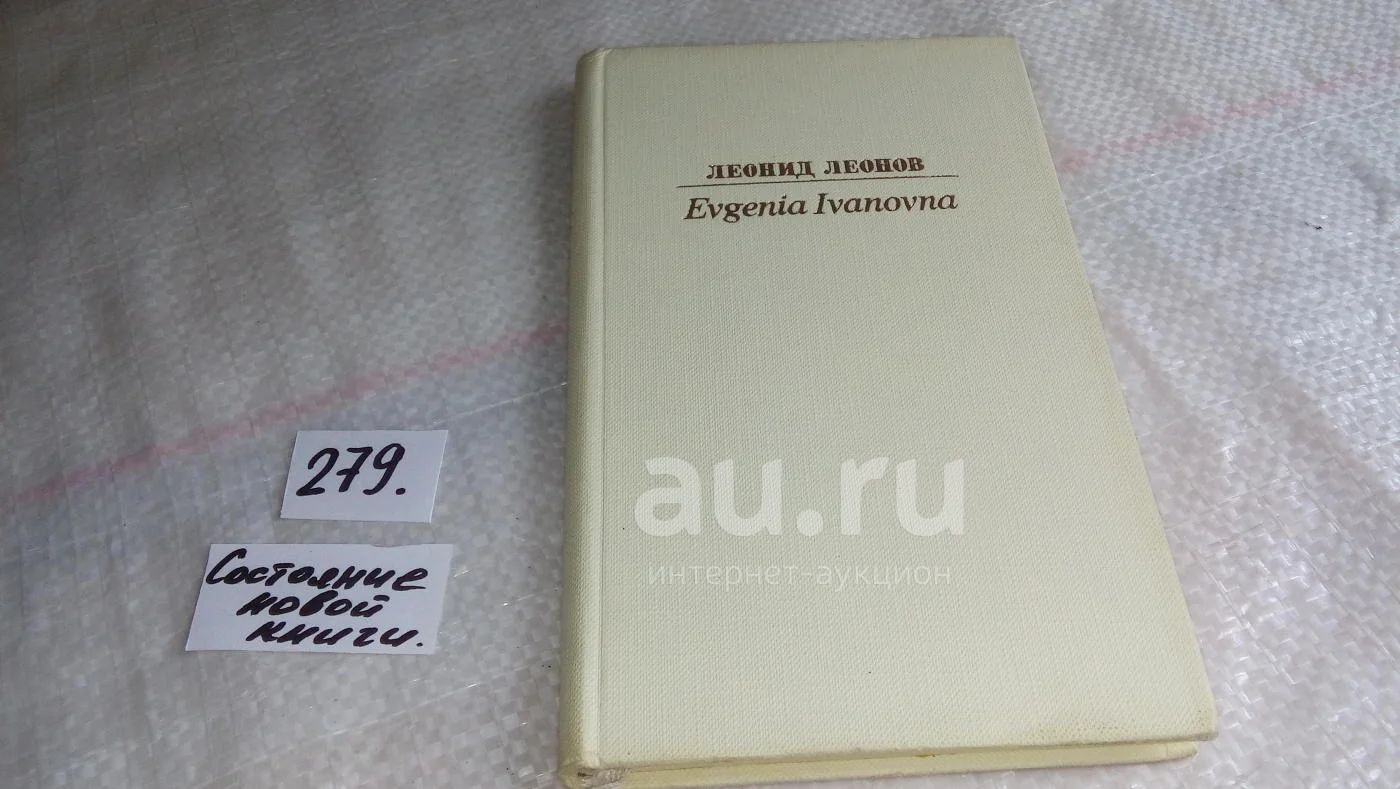 ЛЕОНИД ЛЕОНОВ
Evgenia Ivanovna
279.
Состояние
новой
книги.
au.ru
интернет-аукцион